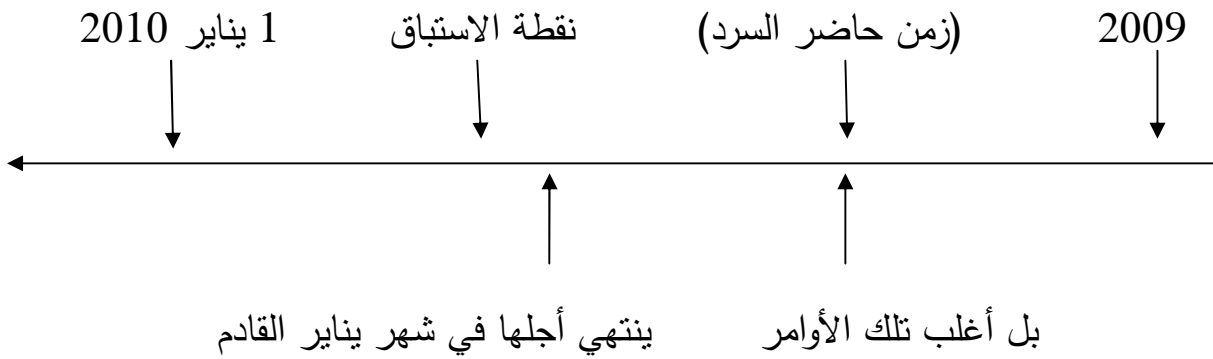 2009 (زمن حاضر السرد) نقطة الاستباق 1 يناير 2010
بل أغلب تلك الأوامر ينتهي أجلها في شهر يناير القادم